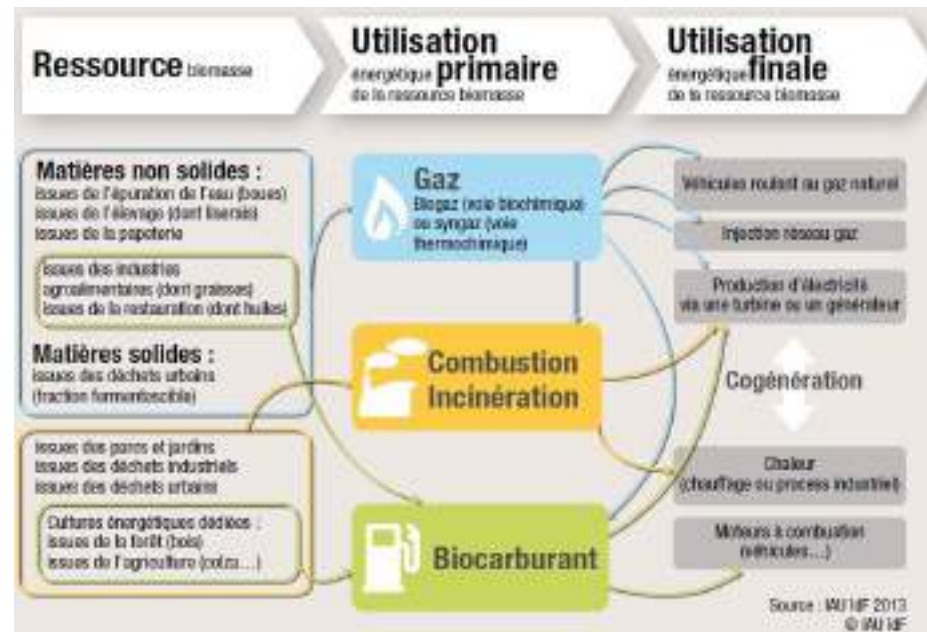 Ressource biomasse
Utilisation
énergétique primaire
de la ressource biomasse
Utilisation
énergétique finale
de la ressource biomasse
Matières non solides :
issues de l'épuration de l'eau (boues)
issues de l'élevage (dont lisiers)
issues de la papeterie
issues des industries
agroalimentaires (dont graisses)
issues de la restauration (dont huiles)
Matières solides :
issues des déchets urbains
(fraction fermentescible)
issues des parcs et jardins
issues des déchets industriels
issues des déchets urbains
Cultures énergétiques dédiées :
issues de la forêt (bois)
issues de l'agriculture (colza...)
Gaz
Biogaz (voie biochimique)
ou syngaz (voie
thermochimique)
Combustion
Incinération
Biocarburant
Véhicules roulant au gaz naturel
Injection réseau gaz
Production d'électricité
via une turbine ou un générateur
Cogénération
Chaleur
(chauffage ou process industriel)
Moteurs à combustion
(véhicules...)
Source : IAU îdF 2013
© IAU îdF